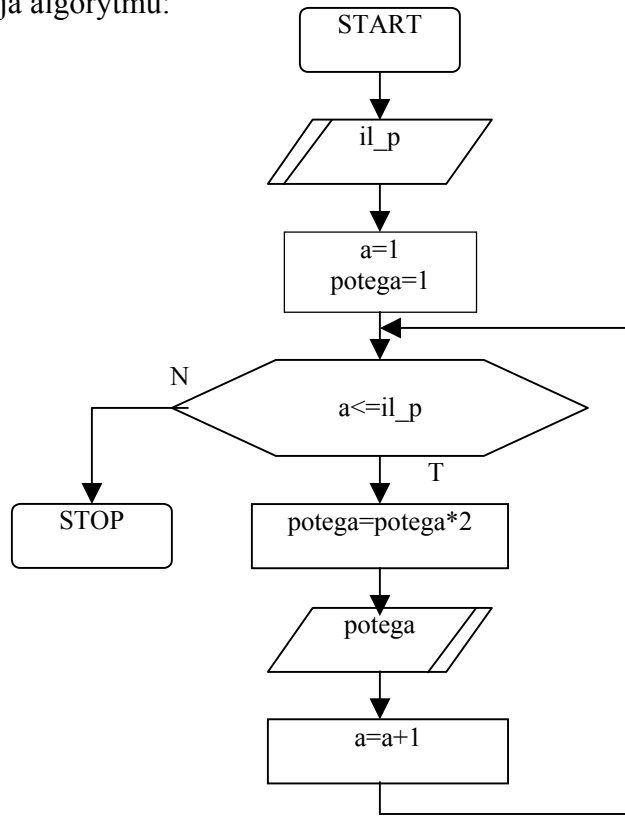 ja algorytmu:
START
il_p
a=1
potega=1
N
a<=il_p
T
STOP
potega=potega*2
potega
a=a+1